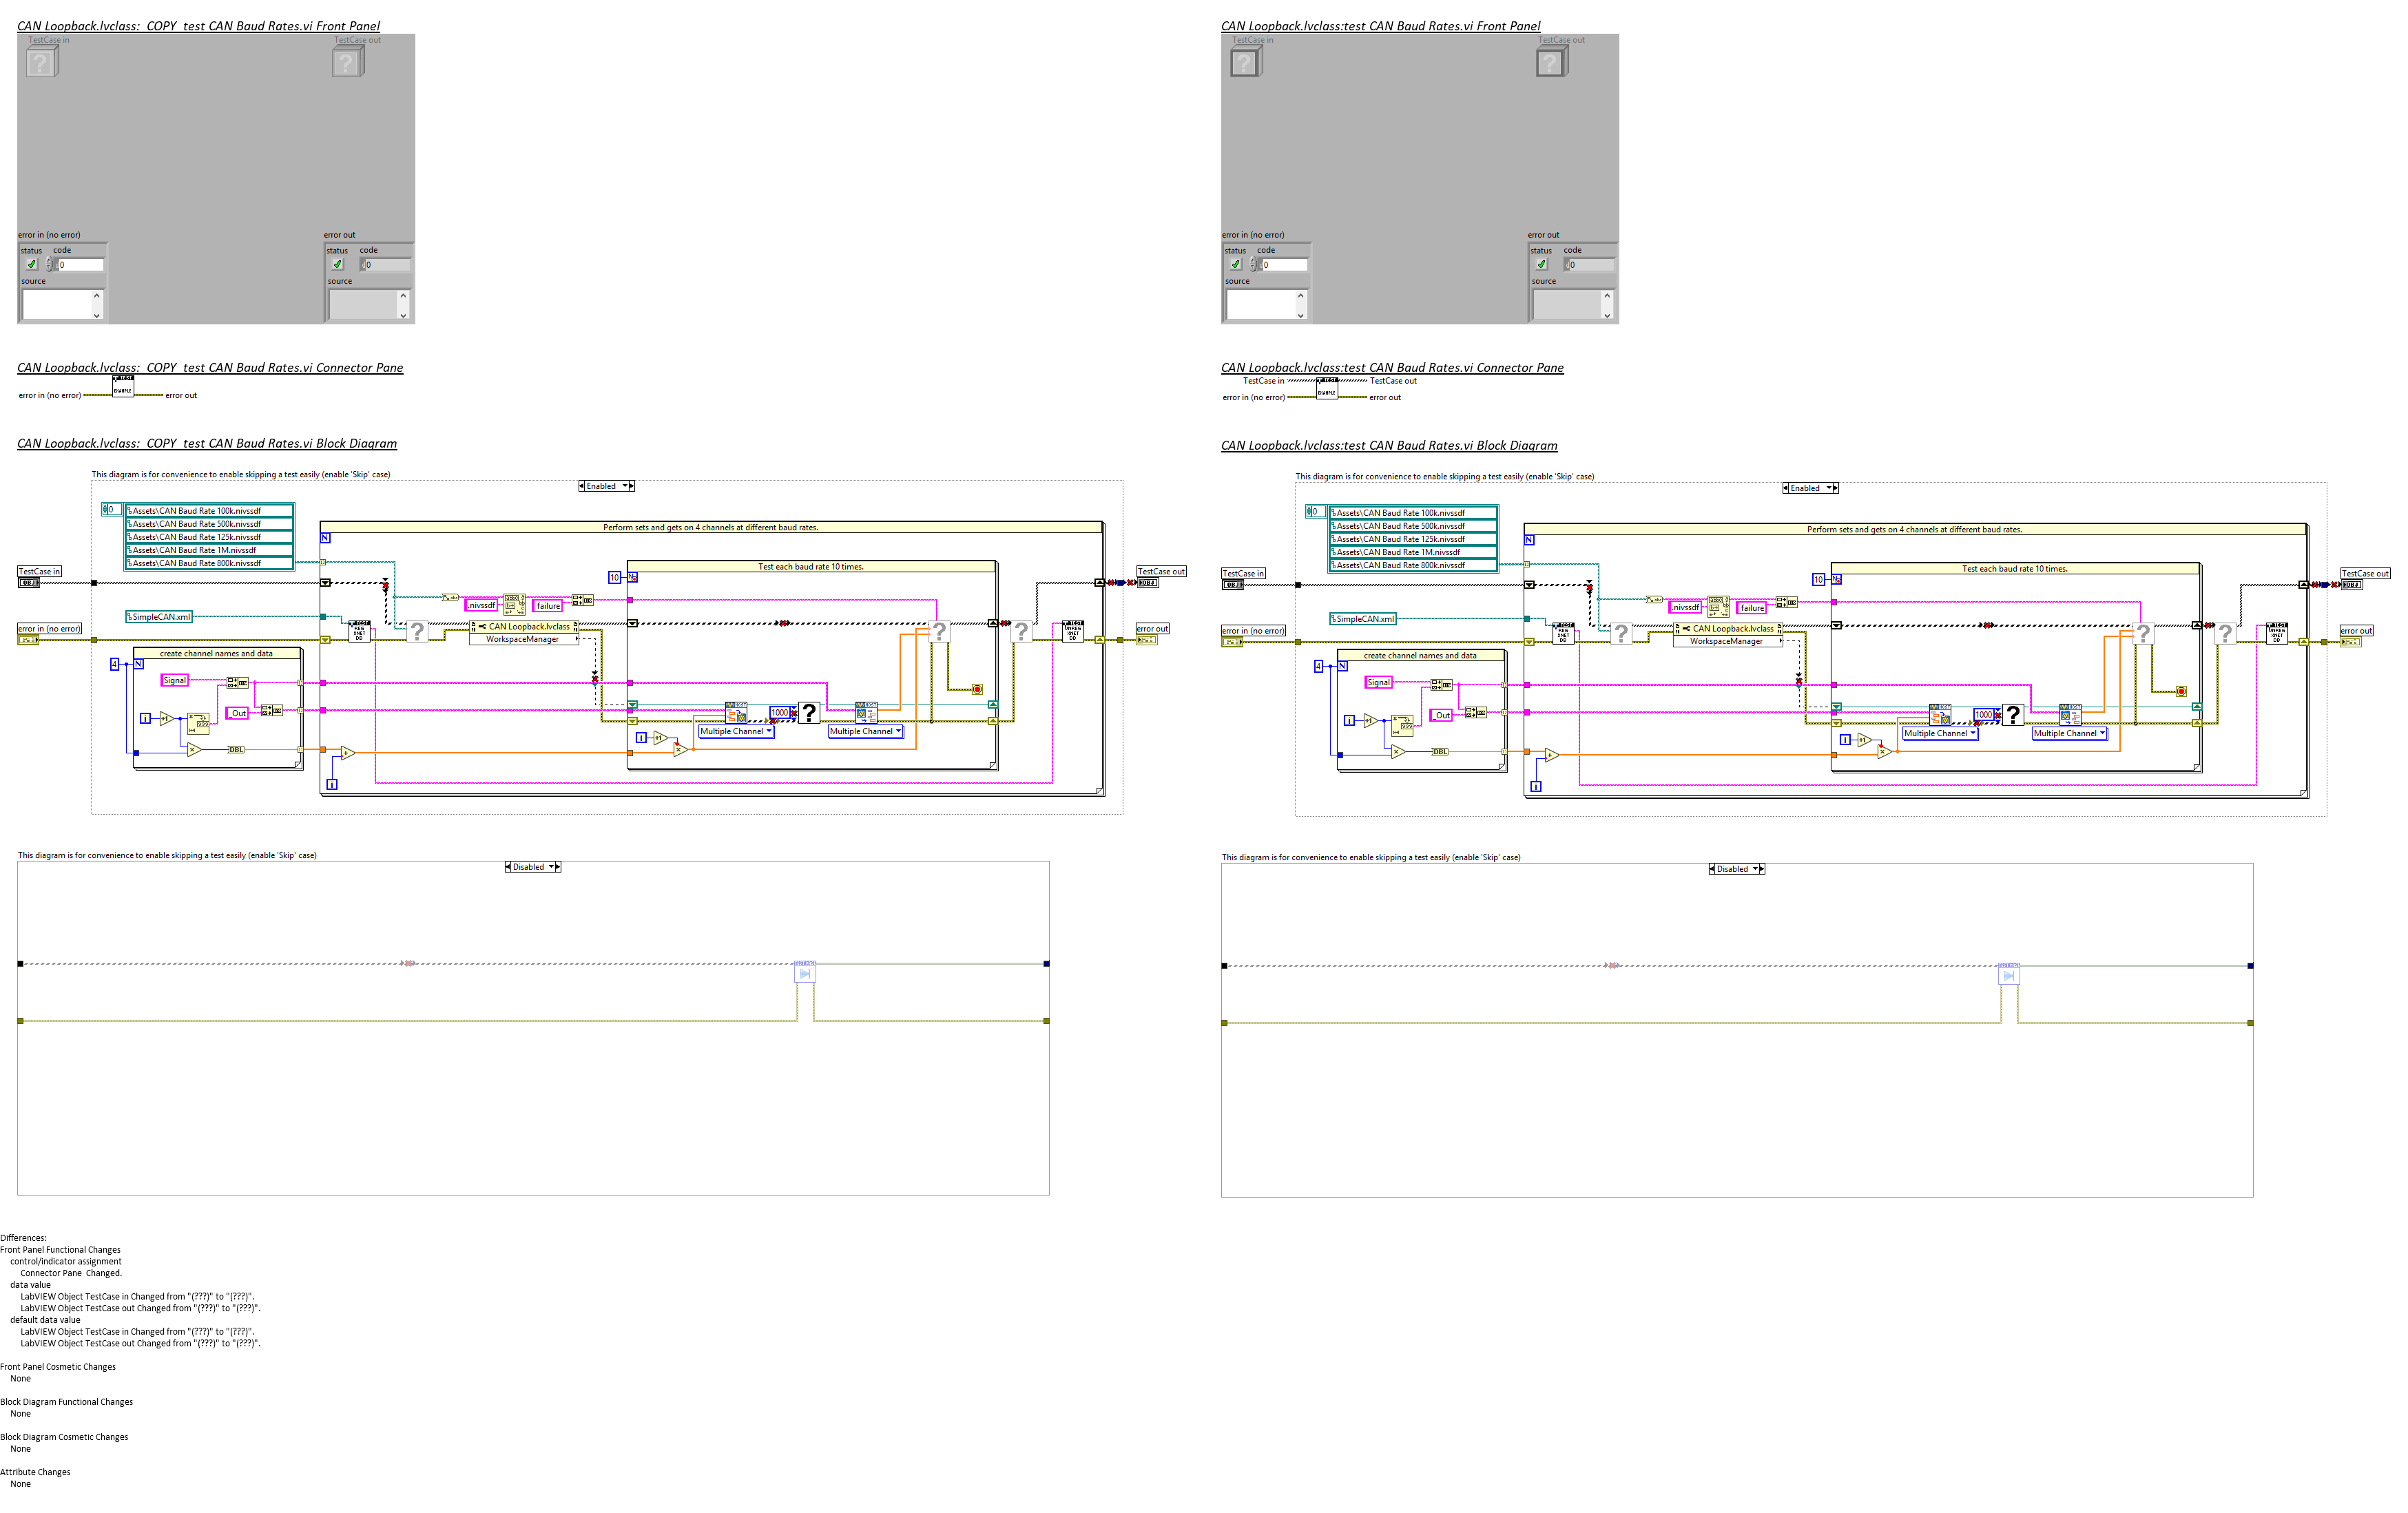 CAN Loopback.lvclass:_COPY_test CAN Baud Rates.vi Front Panel
TestCase in
TestCase out
error in (no error)
error out
status code
status code
0
0
source
source
CAN Loopback.lvclass:_COPY_test CAN Baud Rates.vi Connector Pane
TEST
EXAMPLE
error in (no error)
error out
CAN Loopback.lvclass:_COPY_test CAN Baud Rates.vi Block Diagram
This diagram is for convenience to enable skipping a test easily (enable 'Skip' case)
Enabled
0
Assets\CAN Baud Rate 100k.nivssdf
Assets\CAN Baud Rate 500k.nivssdf
Assets\CAN Baud Rate 125k.nivssdf
Assets\CAN Baud Rate 1M.nivssdf
Assets\CAN Baud Rate 800k.nivssdf
Perform sets and gets on 4 channels at different baud rates.
N
Test each baud rate 10 times.
10
TestCase in
TestCase out
.nivssdf
failure
SimpleCAN.xml
error in (no error)
error out
CAN Loopback.lvclass
WorkspaceManager
create channel names and data
4
N
Signal
_Out
i
+1
DBL
1000
Multiple Channel
Multiple Channel
i
+1
i
This diagram is for convenience to enable skipping a test easily (enable 'Skip' case)
Disabled
Differences:
Front Panel Functional Changes
control/indicator assignment
Connector Pane Changed.
data value
LabVIEW Object TestCase in Changed from "(???)" to "(???)".
LabVIEW Object TestCase out Changed from "(???)" to "(???)".
default data value
LabVIEW Object TestCase in Changed from "(???)" to "(???)".
LabVIEW Object TestCase out Changed from "(???)" to "(???)".
Front Panel Cosmetic Changes
None
Block Diagram Functional Changes
None
Block Diagram Cosmetic Changes
None
Attribute Changes
None
CAN Loopback.lvclass:test CAN Baud Rates.vi Front Panel
TestCase in
TestCase out
error in (no error)
error out
status code
status code
0
0
source
source
CAN Loopback.lvclass:test CAN Baud Rates.vi Connector Pane
TestCase in
TEST
TestCase out
EXAMPLE
error in (no error)
error out
CAN Loopback.lvclass:test CAN Baud Rates.vi Block Diagram
This diagram is for convenience to enable skipping a test easily (enable 'Skip' case)
Enabled
0
Assets\CAN Baud Rate 100k.nivssdf
Assets\CAN Baud Rate 500k.nivssdf
Assets\CAN Baud Rate 125k.nivssdf
Assets\CAN Baud Rate 1M.nivssdf
Assets\CAN Baud Rate 800k.nivssdf
Perform sets and gets on 4 channels at different baud rates.
N
Test each baud rate 10 times.
10
TestCase in
TestCase out
.nivssdf
failure
SimpleCAN.xml
error in (no error)
error out
CAN Loopback.lvclass
WorkspaceManager
create channel names and data
4
N
Signal
_Out
i
+1
DBL
1000
Multiple Channel
Multiple Channel
i
+1
i
This diagram is for convenience to enable skipping a test easily (enable 'Skip' case)
Disabled